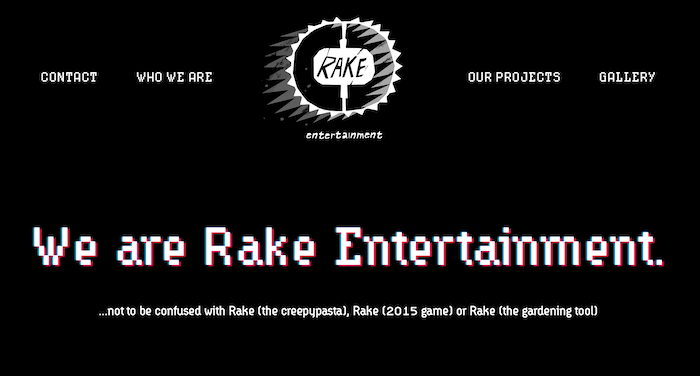 RAKE
entertainment
CONTACT
WHO WE ARE
OUR PROJECTS
GALLERY
We are Rake Entertainment.
...not to be confused with Rake (the creepypasta), Rake (2015 game) or Rake (the gardening tool)